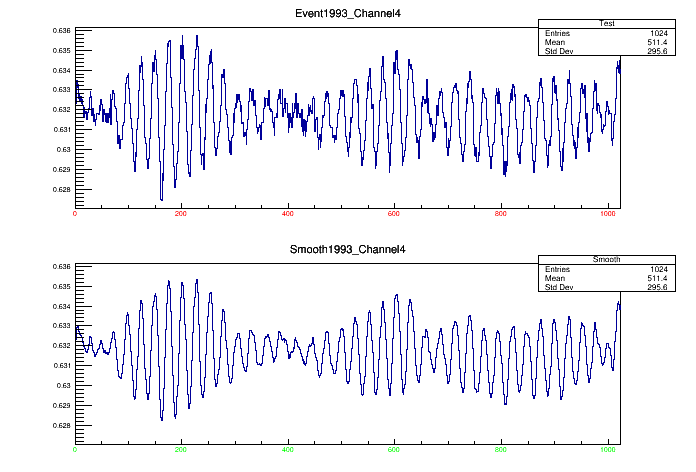 Event1993_Channel4
Test
Entries 1024
Mean 511.4
Std Dev 295.6
0.636
0.635
0.634
0.633
0.632
0.631
0.63
0.629
0.628
0 200 400 600 800 1000
Smooth1993_Channel4
Smooth
Entries 1024
Mean 511.4
Std Dev 295.6
0.636
0.635
0.634
0.633
0.632
0.631
0.63
0.629
0.628
0 200 400 600 800 1000